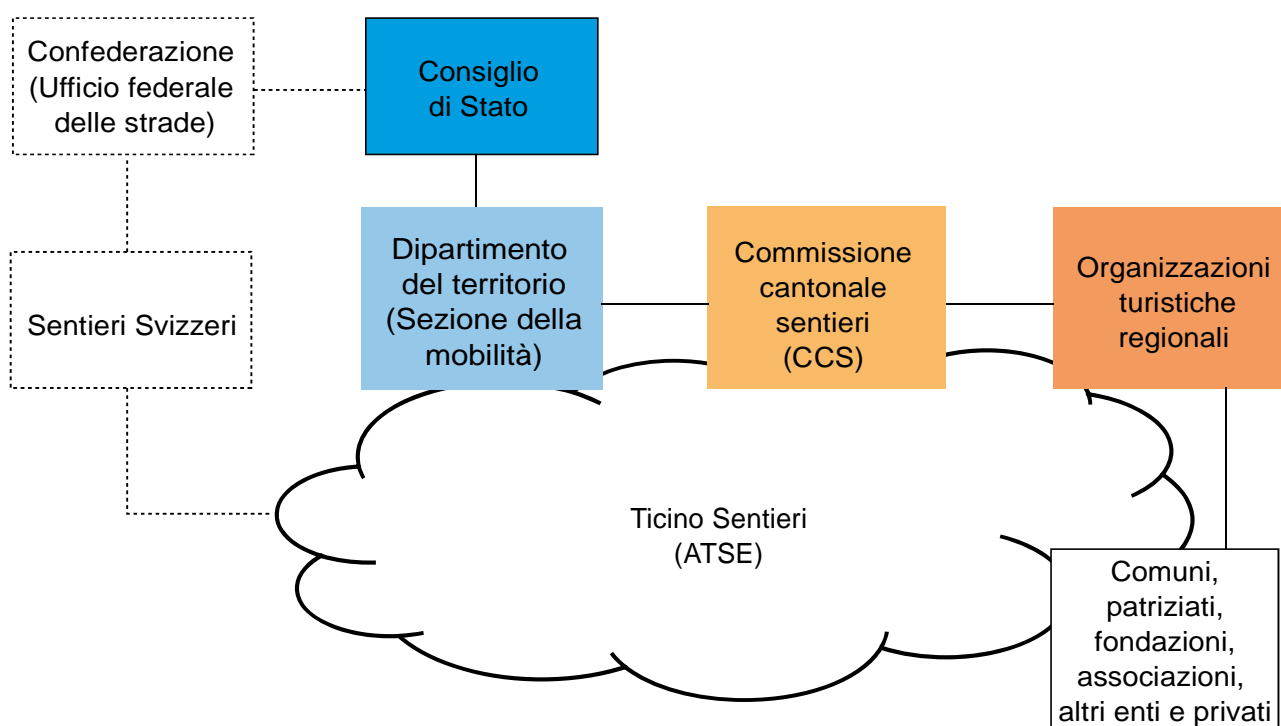 Confederazione
(Ufficio federale
delle strade)
Consiglio
di Stato
Sentieri Svizzeri
Dipartimento
del territorio
(Sezione della
mobilità)
Commissione
cantonale
sentieri
(CCS)
Organizzazioni
turistiche
regionali
Ticino Sentieri
(ATSE)
Comuni,
patriziati,
fondazioni,
associazioni,
altri enti e privati